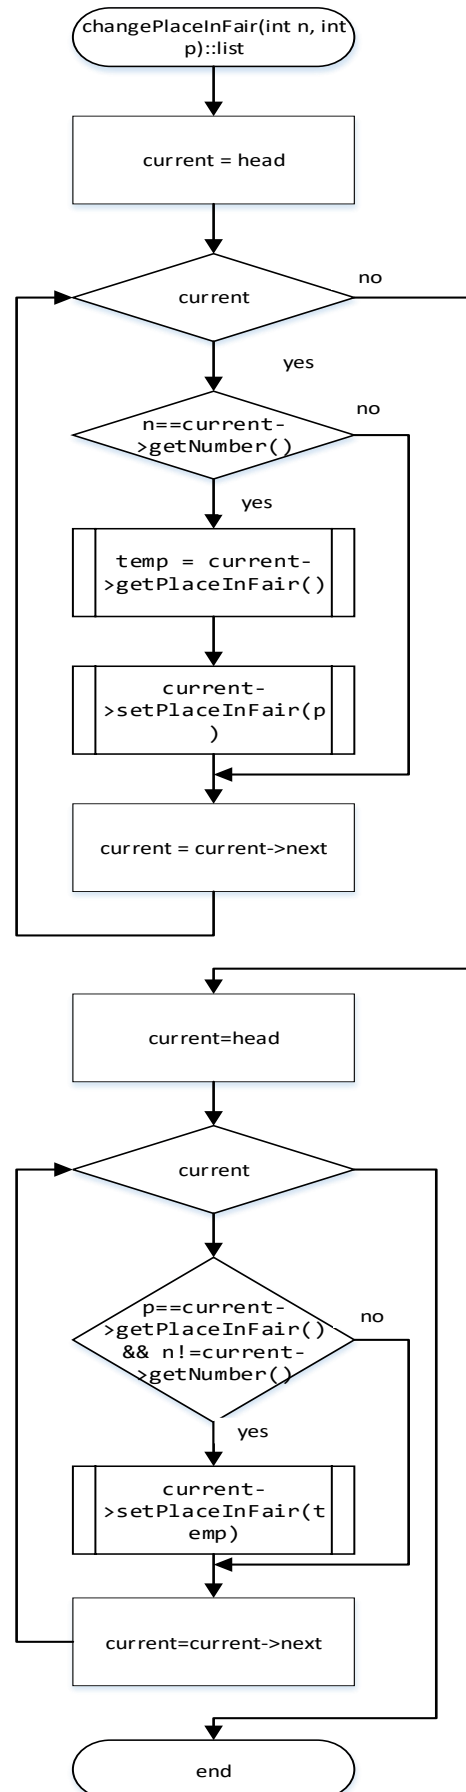 changePlaceInFair(int n, int
p)::list
current = head
current
no
yes
n==current-
>getNumber()
no
yes
temp = current-
>getPlaceInFair()
current-
>setPlaceInFair(p
)
current = current->next
current=head
current
p==current-
>getPlaceInFair()
&& n!=current-
>getNumber()
no
yes
current-
>setPlaceInFair(t
emp)
current=current->next
end